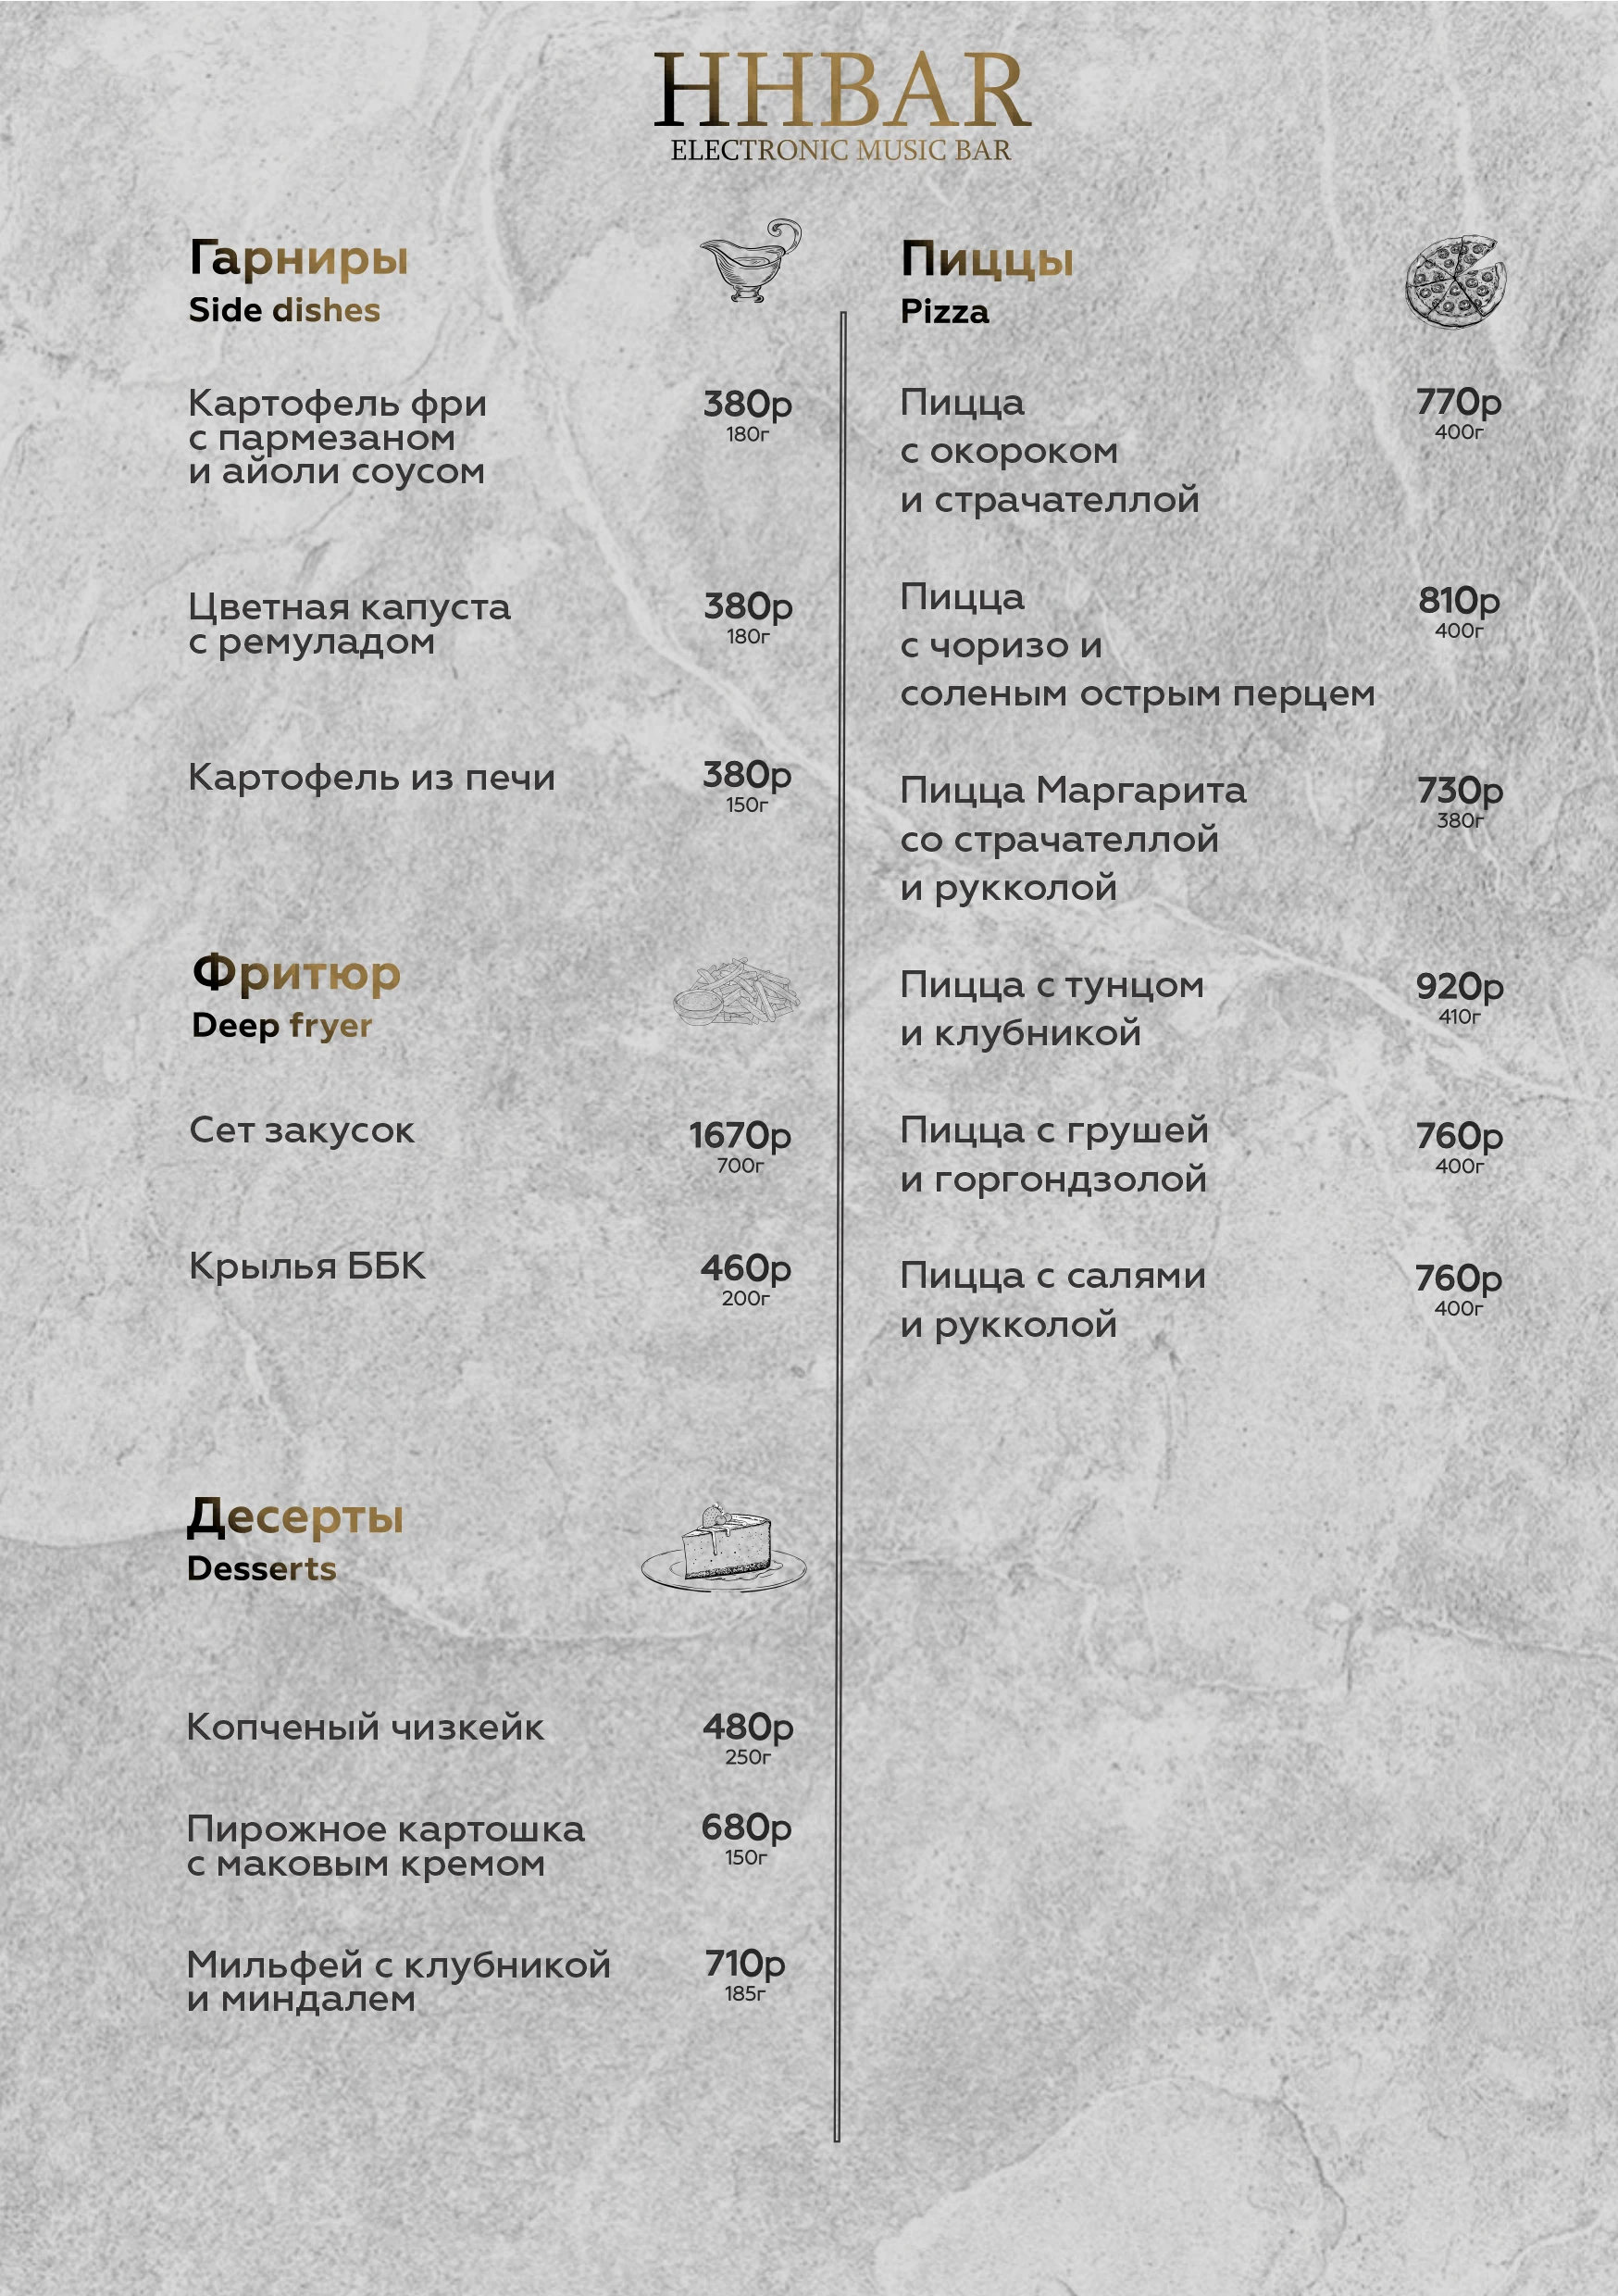 HHBAR
ELECTRONIC MUSIC BAR
Гарниры
Side dishes
Картофель фри
с пармезаном
и айоли соусом
380р
180г
Цветная капуста
с ремуладом
380р
180г
Картофель из печи
380р
150г
Фритюр
Deep fryer
Сет закусок
1670р
700г
Крылья ББК
460р
200г
Десерты
Desserts
Копченый чизкейк
480р
250г
Пирожное картошка
с маковым кремом
680р
150г
Мильфей с клубникой
и миндалем
710р
185г
Пиццы
Pizza
Пицца
с окороком
и страчателлой
770р
400г
Пицца
с чоризо и
соленым острым перцем
810р
400г
Пицца Маргарита
со страчателлой
и рукколой
730р
380г
Пицца с тунцом
и клубникой
920р
410г
Пицца с грушей
и горгондзолой
760р
400г
Пицца с салями
и рукколой
760р
400г